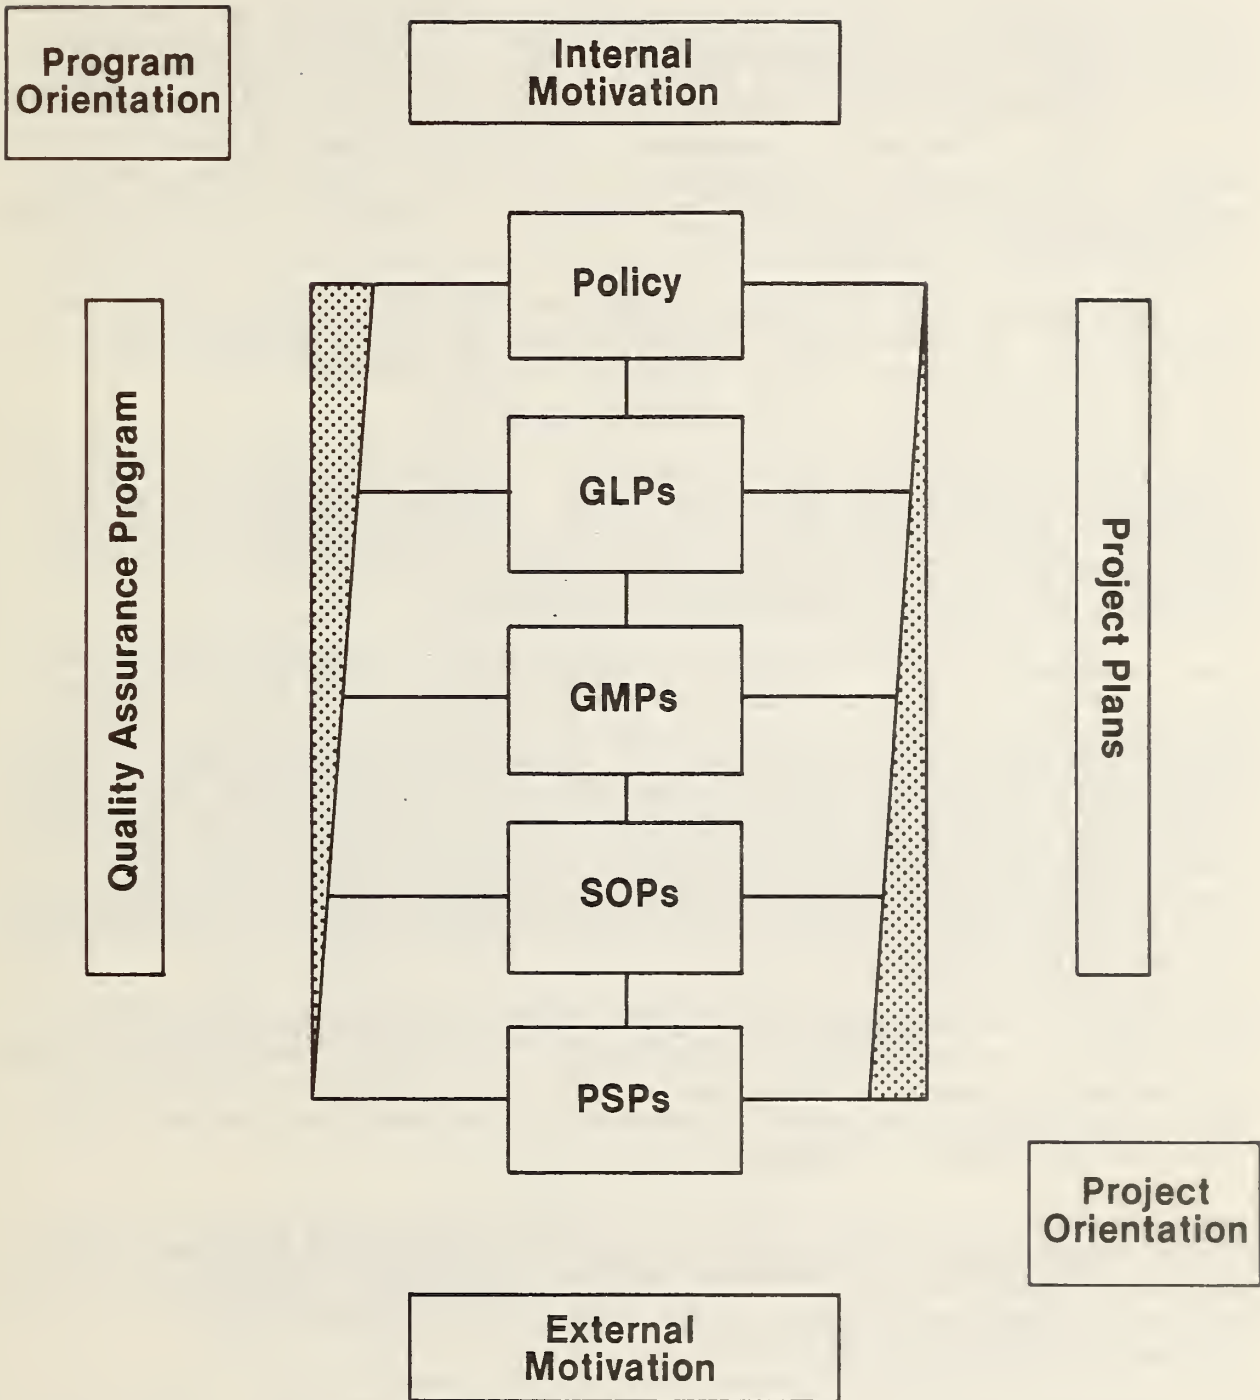 Program
Orientation
Internal
Motivation
Policy
GLPs
GMPs
SOPs
PSPs
Quality Assurance Program
Project Plans
Project
Orientation
External
Motivation